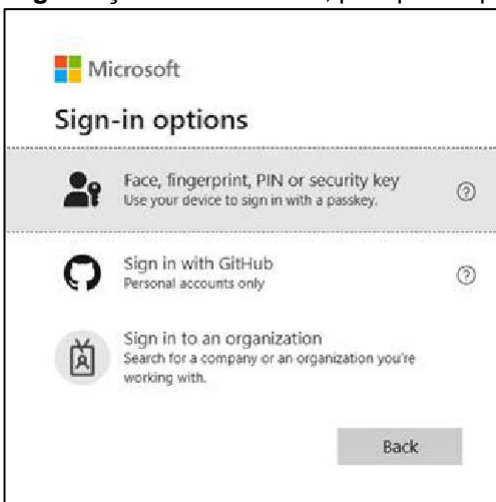 Microsoft
Sign-in options
Face, fingerprint, PIN or security key
Use your device to sign in with a passkey.
Sign in with GitHub
Personal accounts only
Sign in to an organization
Search for a company or an organization you're
working with.
Back